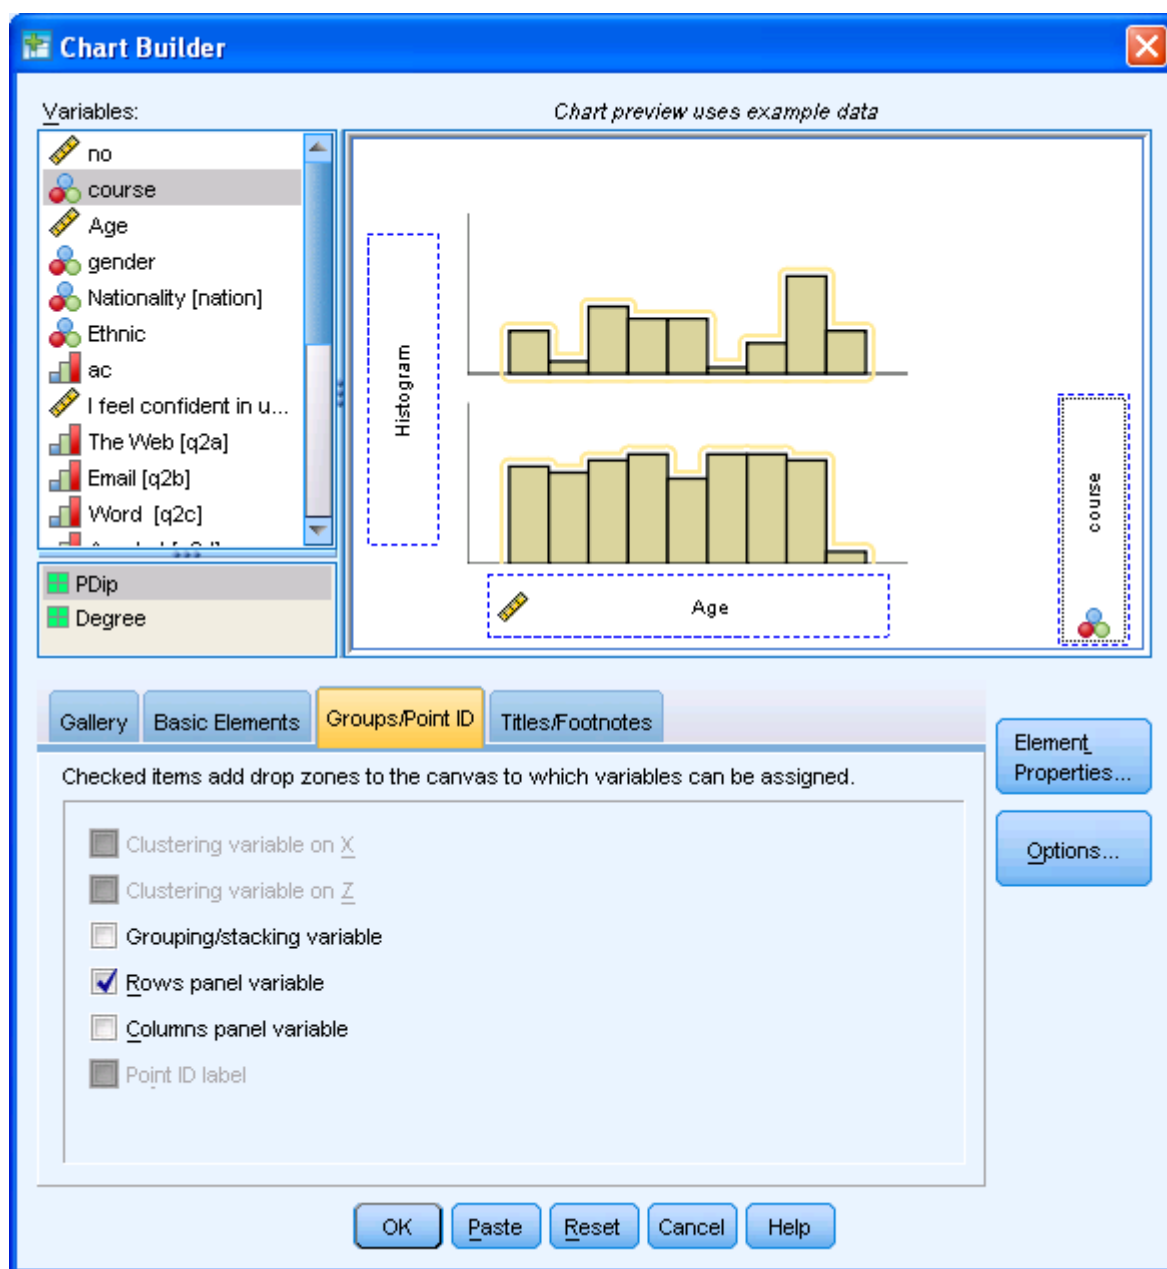 Chart Builder
Variables:
Chart preview uses example data
no
course
Age
gender
Nationality [nation]
Ethnic
ac
I feel confident in u...
The Web [q2a]
Email [q2b]
Word [q2c]
PDip
Degree
Histogram
Age
course
Gallery
Basic Elements
Groups/Point ID
Titles/Footnotes
Element Properties...
Options...
Checked items add drop zones to the canvas to which variables can be assigned.
Clustering variable on X
Clustering variable on Z
Grouping/stacking variable
Rows panel variable
Columns panel variable
Point ID label
OK
Paste
Reset
Cancel
Help